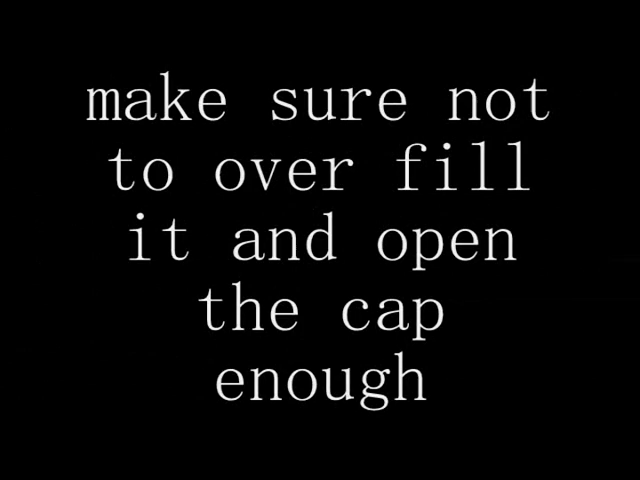 make sure not
to over fill
it and open
the cap
enough